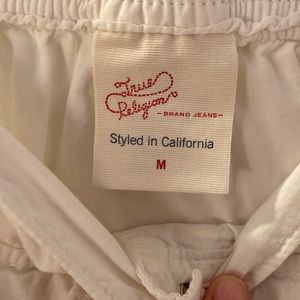 True
Religion
- BRAND JEANS -
Styled in California
M